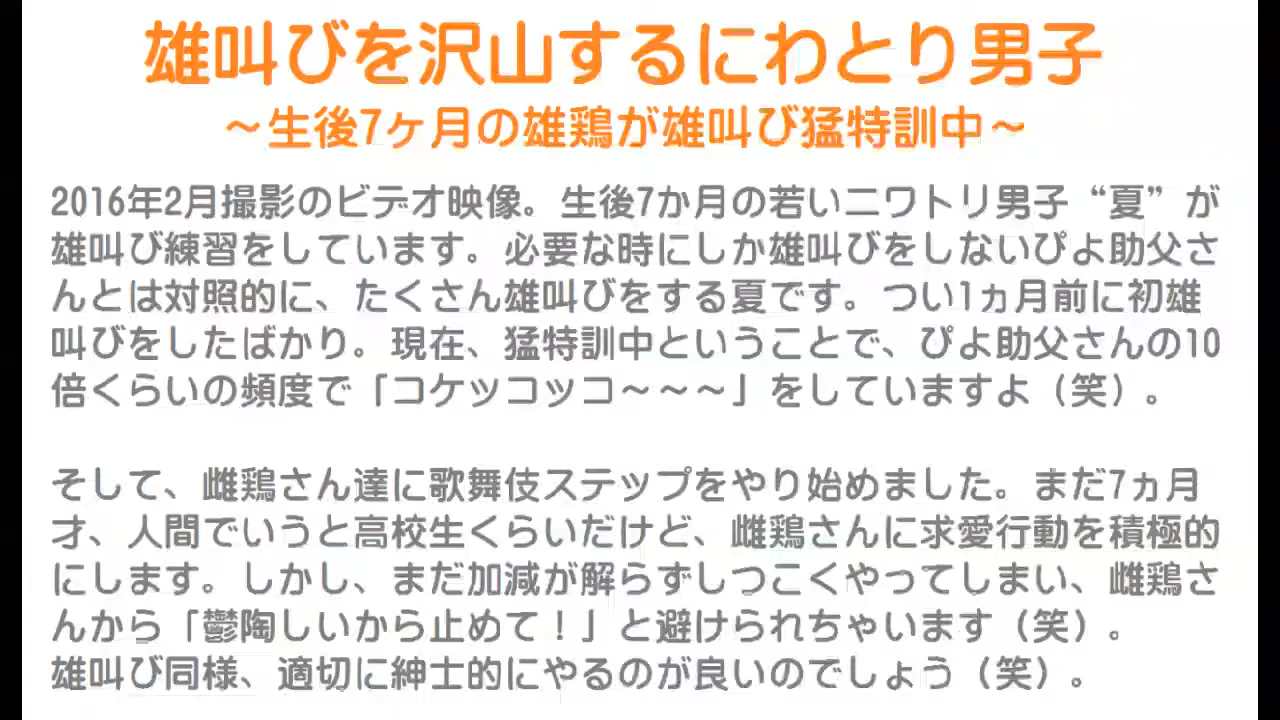 雄叫びを沢山するにわとり男子
～生後7ヶ月の雄鶏が雄叫び猛特訓中～
2016年2月撮影のビデオ映像。生後7か月の若いニワトリ男子“夏”が
雄叫び練習をしています。必要な時にしか雄叫びをしないぴよ助父さ
んとは対照的に、たくさん雄叫びをする夏です。つい1ヵ月前に初雄
叫びをしたばかり。現在、猛特訓中ということで、ぴよ助父さんの10
倍くらいの頻度で「コケッコッコ～～～」をしていますよ（笑）。
そして、雌鶏さん達に歌舞伎ステップをやり始めました。まだ7ヵ月
才、人間でいうと高校生くらいだけど、雌鶏さんに求愛行動を積極的
にします。しかし、まだ加減が解らずしつこくやってしまい、雌鶏さ
んから「鬱陶しいから止めて！」と避けられちゃいます（笑）。
雄叫び同様、適切に紳士的にやるのが良いのでしょう（笑）。